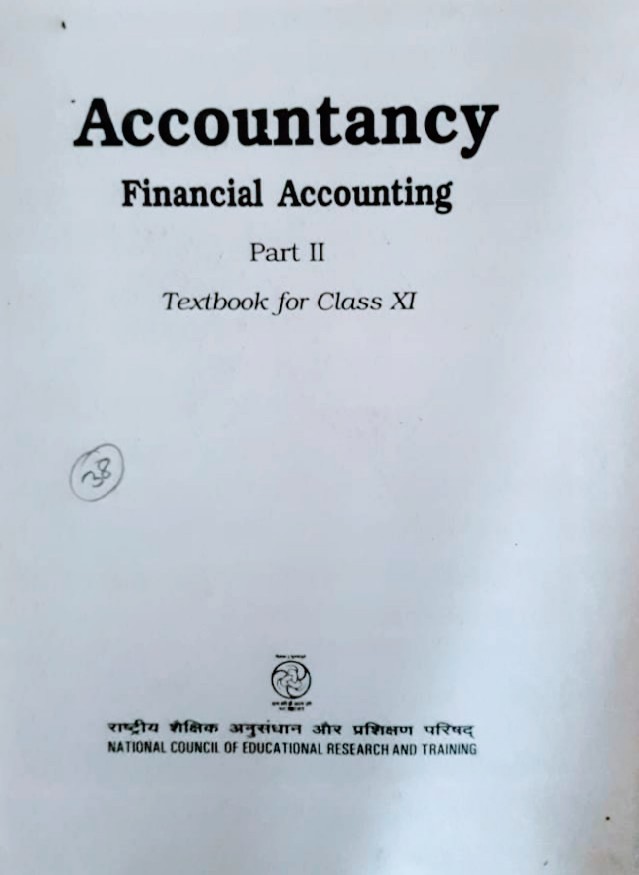 Accountancy
Financial Accounting
Part II
Textbook for Class XI
38
राष्ट्रीय शैक्षिक अनुसंधान और प्रशिक्षण परिषद्
NATIONAL COUNCIL OF EDUCATIONAL RESEARCH AND TRAINING